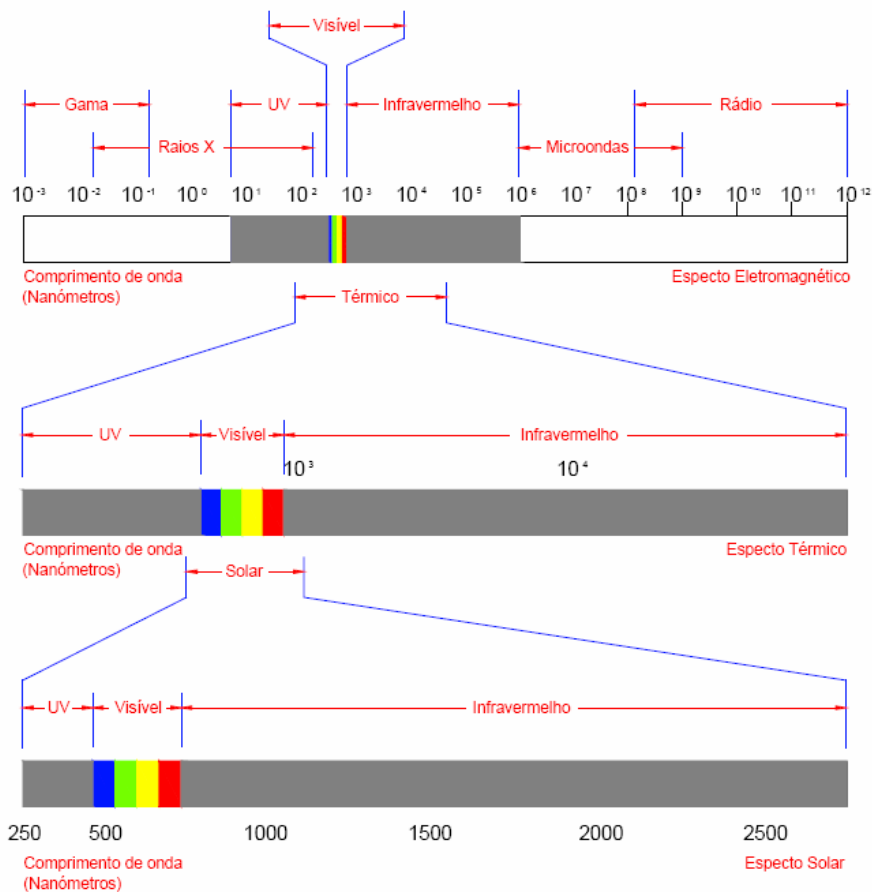 Visível
Gama UV Infravermelho Rádio
Raios X Microondas
10⁻³ 10⁻² 10⁻¹ 10⁰ 10¹ 10² 10³ 10⁴ 10⁵ 10⁶ 10⁷ 10⁸ 10⁹ 10¹⁰ 10¹¹ 10¹²
Comprimento de onda Especto Eletromagnético
(Nanómetros)
Térmico
UV Visível Infravermelho
10³ 10⁴
Comprimento de onda Especto Térmico
(Nanómetros)
Solar
UV Visível Infravermelho
250 500 1000 1500 2000 2500
Comprimento de onda Especto Solar
(Nanómetros)